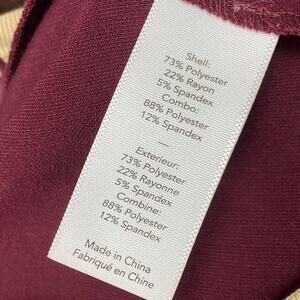 Shell:
73% Polyester
22% Rayon
5% Spandex
Combo:
88% Polyester
12% Spandex
—
Exterieur:
73% Polyester
22% Rayonne
5% Spandex
Combine:
88% Polyester
12% Spandex
Made in China
Fabriqué en Chine